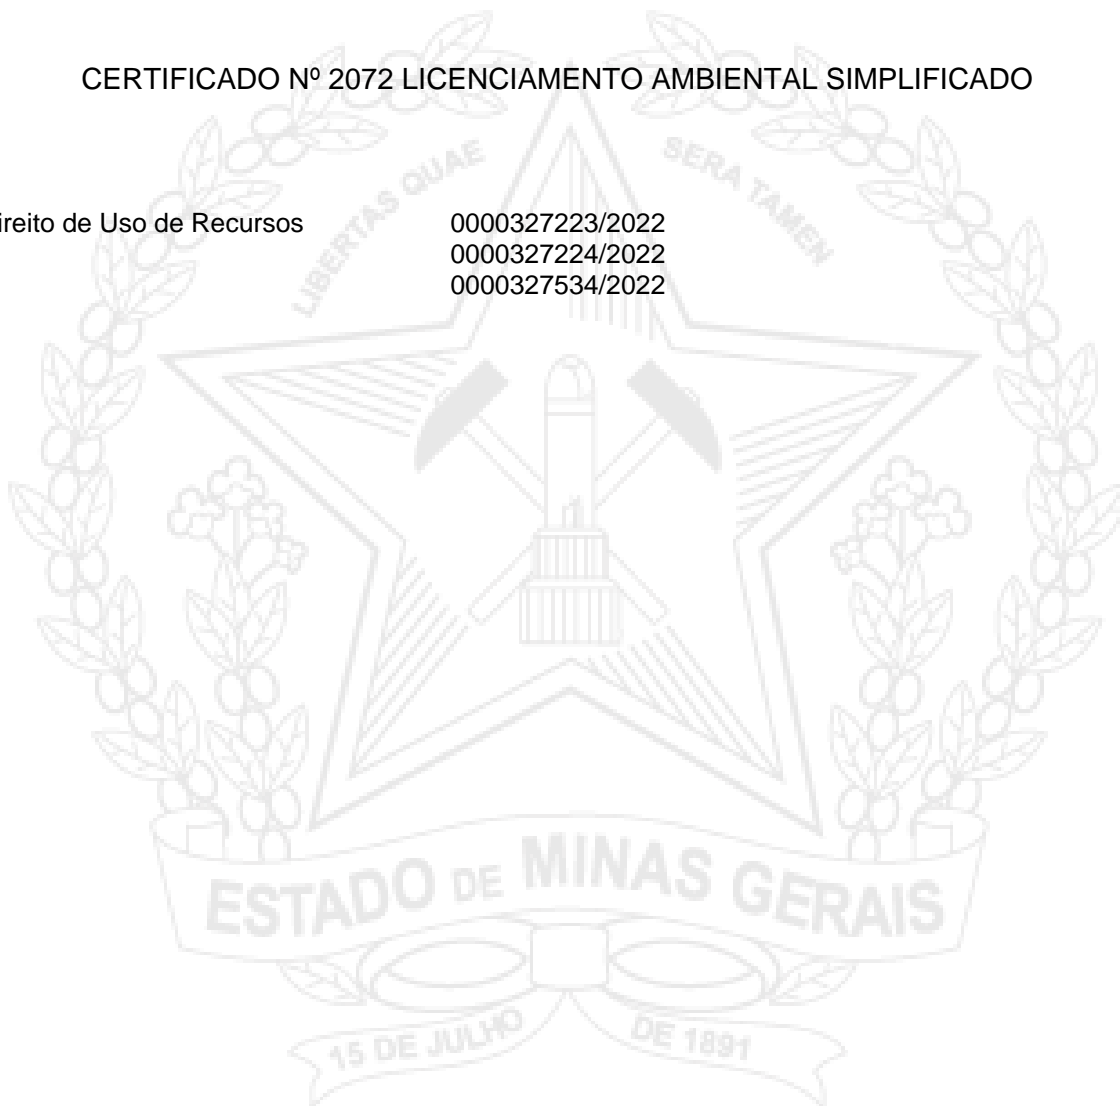 CERTIFICADO Nº 2072 LICENCIAMENTO AMBIENTAL SIMPLIFICADO
LIBERTAS QUAE SERA TAMEN
ireito de Uso de Recursos 0000327223/2022
0000327224/2022
0000327534/2022
ESTADO DE MINAS GERAIS
15 DE JULHO DE 1891